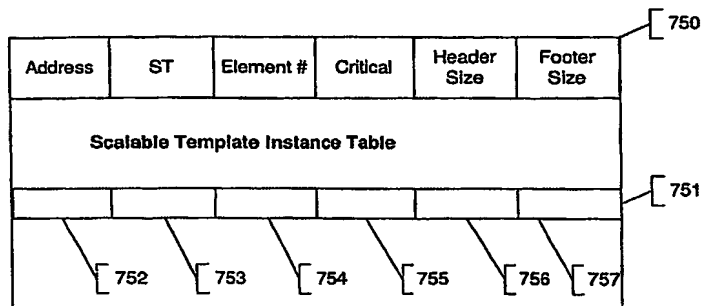 750
Address ST Element # Critical Header Size Footer Size
Scalable Template Instance Table
751
752 753 754 755 756 757